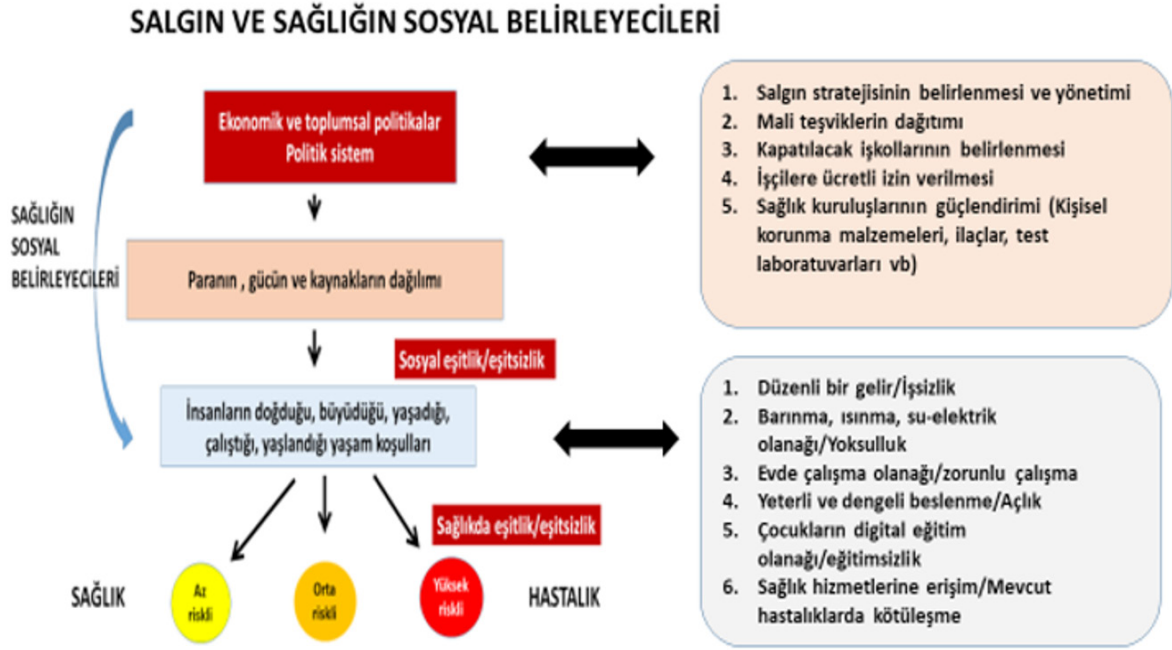 SALGIN VE SAĞLIĞIN SOSYAL BELİRLEYECİLERİ
SAĞLIĞIN
SOSYAL
BELİRLEYECİLERİ
Ekonomik ve toplumsal politikalar
Politik sistem
Paranın , gücün ve kaynakların dağılımı
Sosyal eşitlik/eşitsizlik
İnsanların doğduğu, büyüdüğü, yaşadığı,
çalıştığı, yaşlandığı yaşam koşulları
Sağlıkda eşitlik/eşitsizlik
SAĞLIK
Az
riskli
Orta
riskli
Yüksek
riskli
HASTALIK
1. Salgın stratejisinin belirlenmesi ve yönetimi
2. Mali teşviklerin dağıtımı
3. Kapatılacak işkollarının belirlenmesi
4. İşçilere ücretli izin verilmesi
5. Sağlık kuruluşlarının güçlendirimi (Kişisel
korunma malzemeleri, ilaçlar, test
laboratuvarları vb)
1. Düzenli bir gelir/İşsizlik
2. Barınma, ısınma, su-elektrik
olanağı/Yoksulluk
3. Evde çalışma olanağı/zorunlu çalışma
4. Yeterli ve dengeli beslenme/Açlık
5. Çocukların digital eğitim
olanağı/eğitimsizlik
6. Sağlık hizmetlerine erişim/Mevcut
hastalıklarda kötüleşme